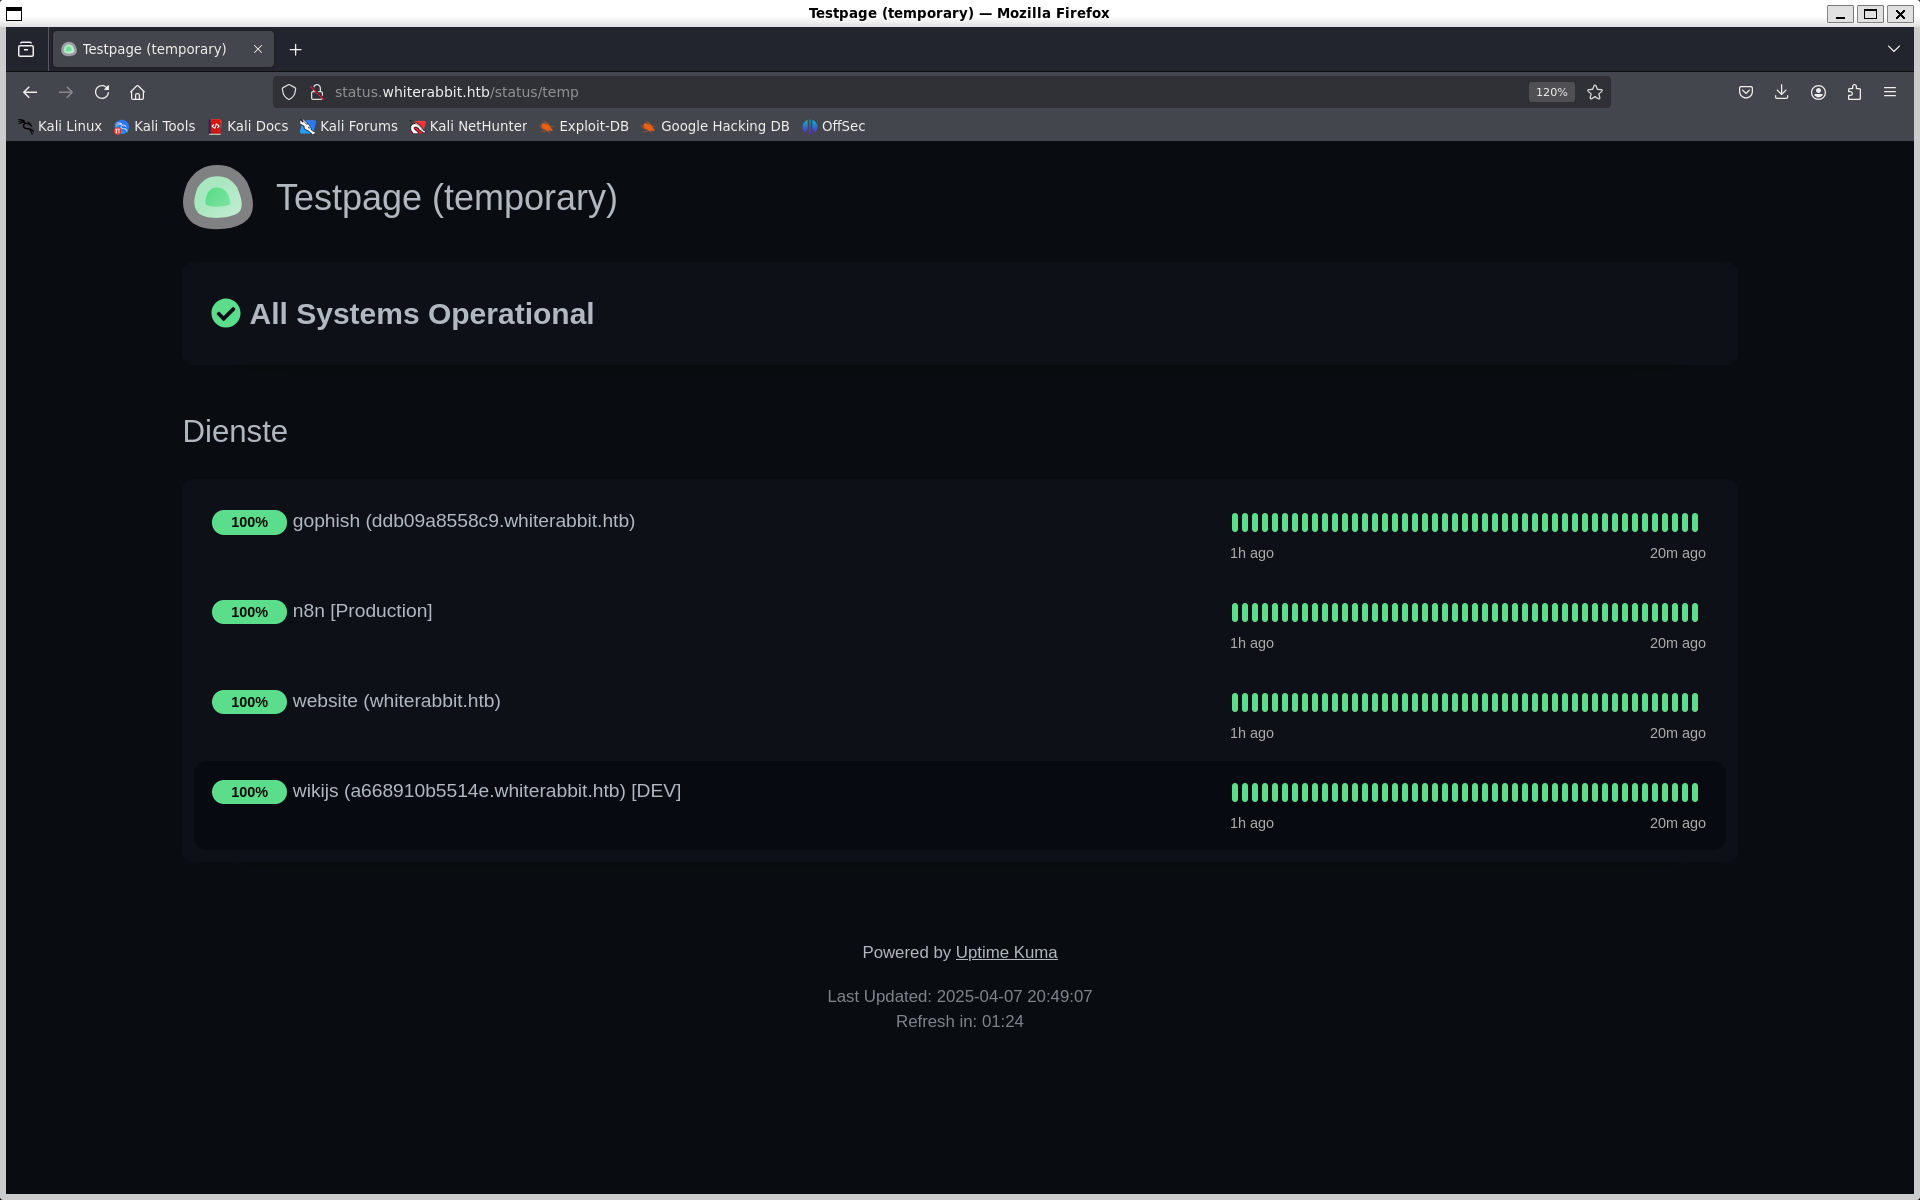 Testpage (temporary) — Mozilla Firefox
Testpage (temporary)
status.whiterabbit.htb/status/temp
120%
Kali Linux Kali Tools Kali Docs Kali Forums Kali NetHunter Exploit-DB Google Hacking DB OffSec
Testpage (temporary)
All Systems Operational
Dienste
100% gophish (ddb09a8558c9.whiterabbit.htb)
1h ago 20m ago
100% n8n [Production]
1h ago 20m ago
100% website (whiterabbit.htb)
1h ago 20m ago
100% wikijs (a668910b5514e.whiterabbit.htb) [DEV]
1h ago 20m ago
Powered by Uptime Kuma
Last Updated: 2025-04-07 20:49:07
Refresh in: 01:24